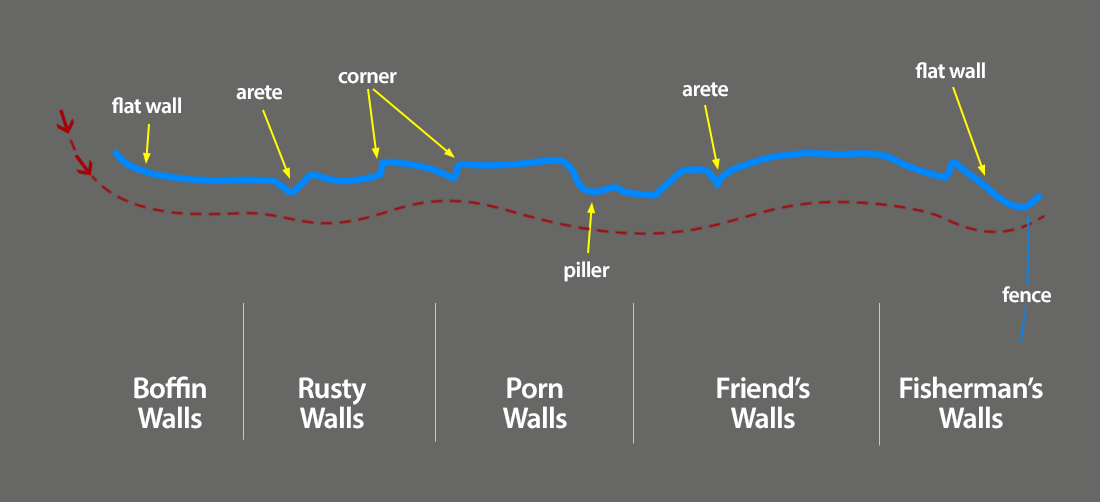 flat wall
arete
corner
arete
flat wall
piller
fence
Boffin
Walls
Rusty
Walls
Porn
Walls
Friend's
Walls
Fisherman's
Walls